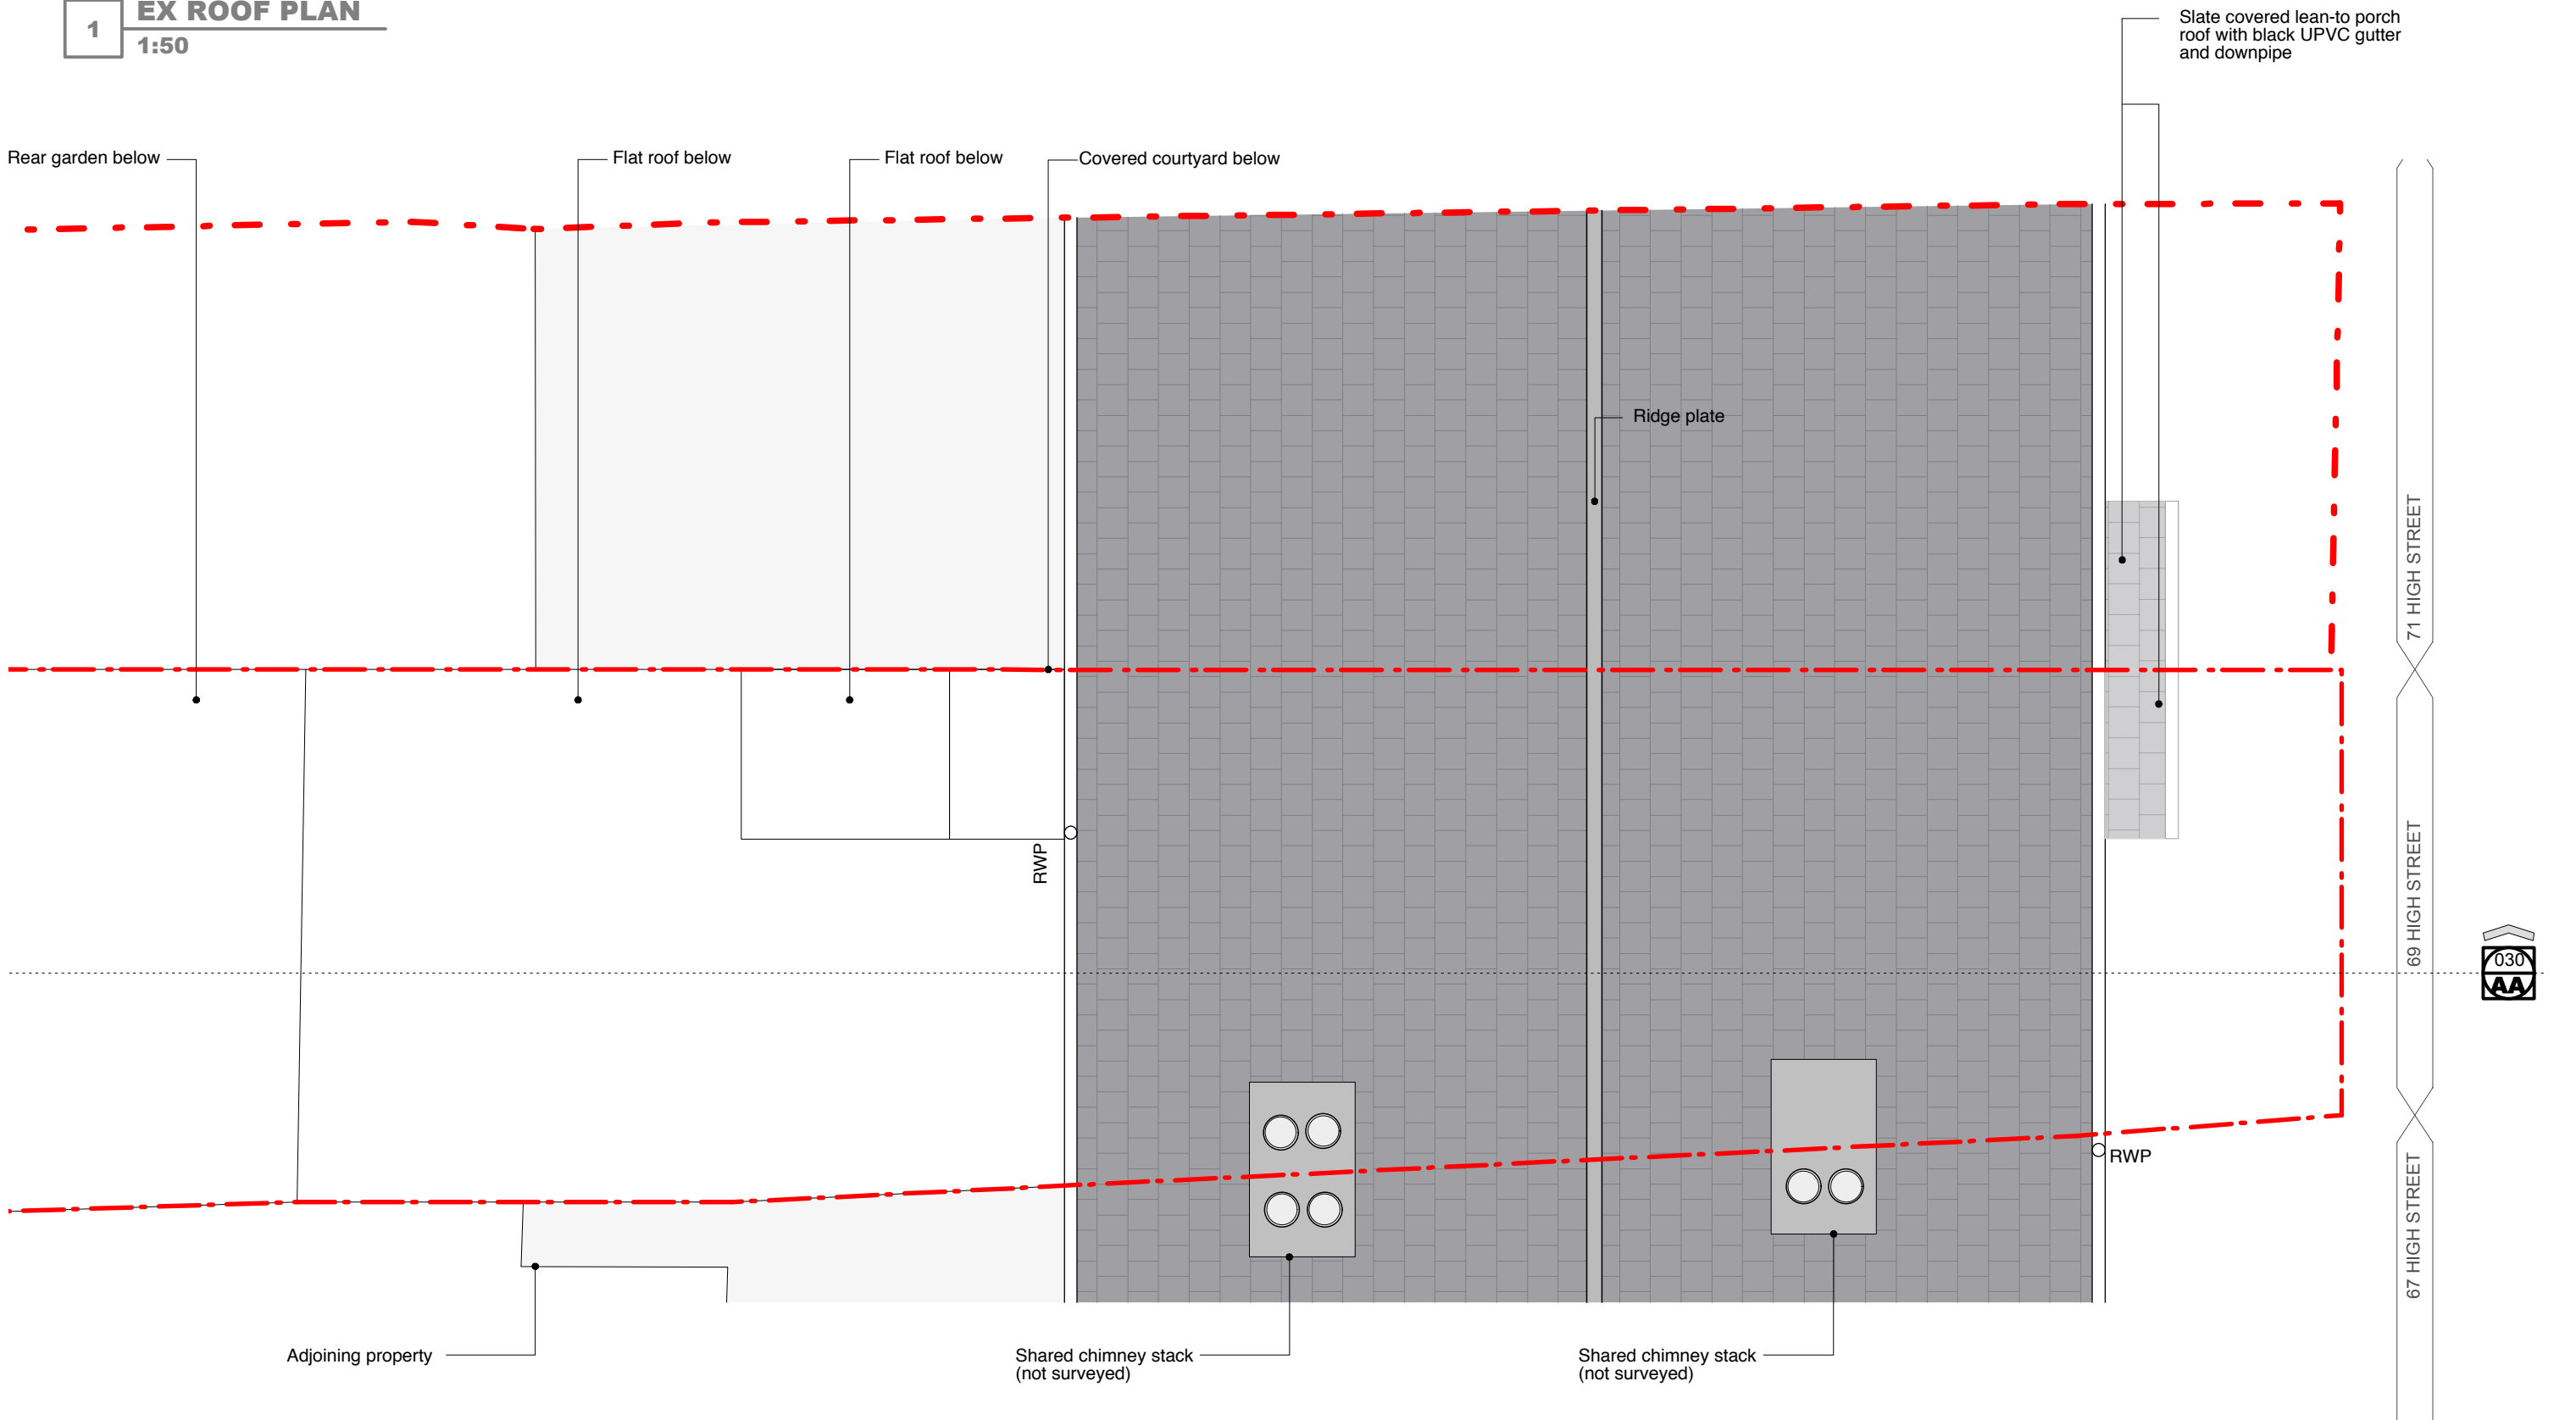 1
EX ROOF PLAN
1:50
Slate covered lean-to porch
roof with black UPVC gutter
and downpipe
Rear garden below
Flat roof below
Flat roof below
Covered courtyard below
Ridge plate
71 HIGH STREET
RWP
69 HIGH STREET
030
AA
RWP
67 HIGH STREET
Adjoining property
Shared chimney stack
(not surveyed)
Shared chimney stack
(not surveyed)